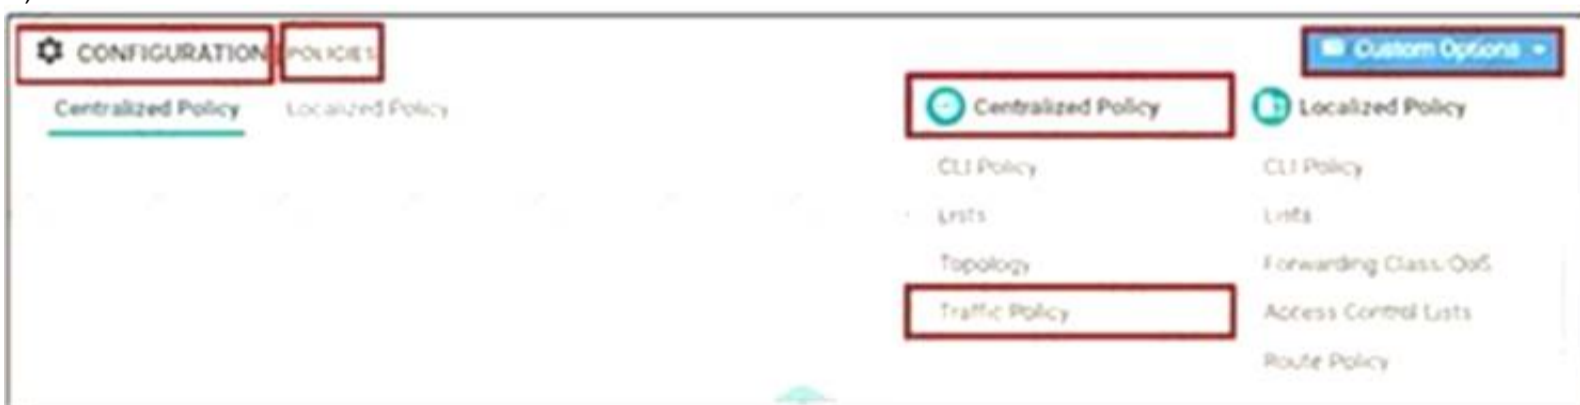 CONFIGURATION POLICIES
Custom Options
Centralized Policy Localized Policy
Centralized Policy
CLI Policy
Lists
Topology
Traffic Policy
Localized Policy
CLI Policy
Lists
Forwarding Class/QoS
Access Control Lists
Route Policy